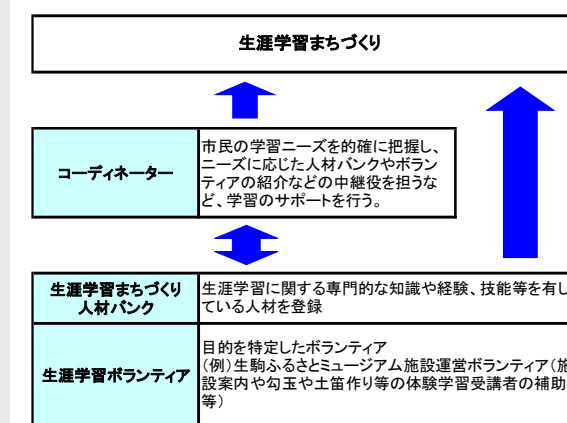 生涯学習まちづくり
コーディネーター
市民の学習ニーズを的確に把握し、
ニーズに応じた人材バンクやボラン
ティアの紹介などの中継役を担うな
ど、学習のサポートを行う。
生涯学習まちづくり
人材バンク
生涯学習に関する専門的な知識や経験、技能等を有し
ている人材を登録
生涯学習ボランティア
目的を特定したボランティア
(例)生駒ふるさとミュージアム施設運営ボランティア(施
設案内や勾玉や土笛作り等の体験学習受講者の補助
等)